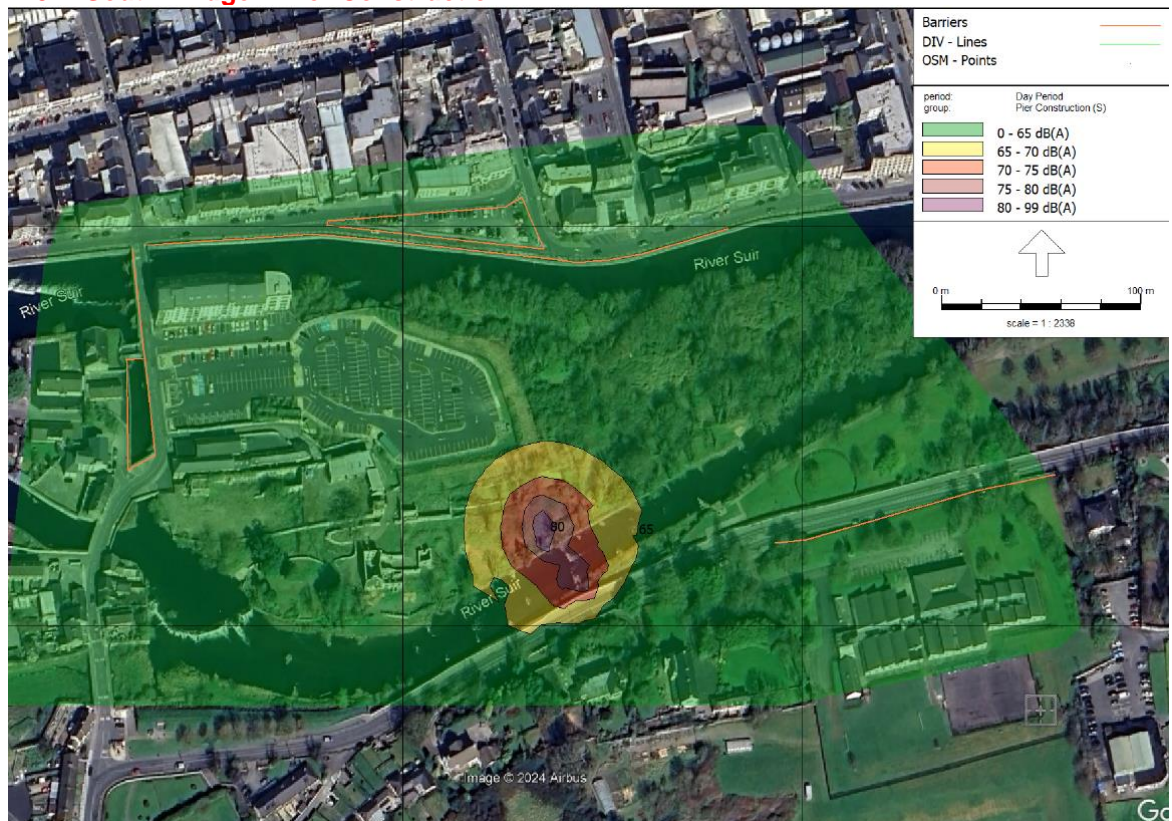 Barriers
DIV - Lines
OSM - Points
period: Day Period
group: Pier Construction (S)
0 - 65 dB(A)
65 - 70 dB(A)
70 - 75 dB(A)
75 - 80 dB(A)
80 - 99 dB(A)
0 m 100 m
scale = 1 : 2338
River Suir
River Suir
80
65
River Suir
Image © 2024 Airbus